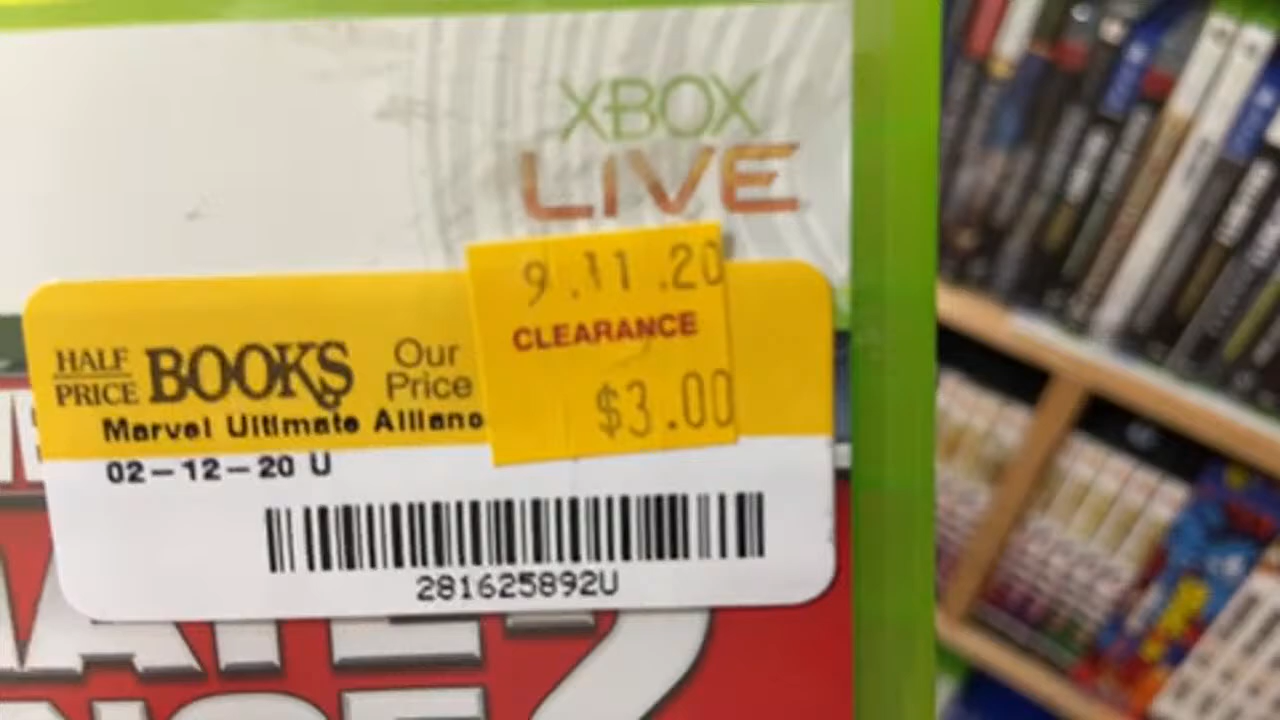 XBOX
LIVE
9.11.20
CLEARANCE
$3.00
HALF
PRICE
BOOKS
Our
Price
Marvel Ultimate Allianc
02-12-20 U
281625892U
2